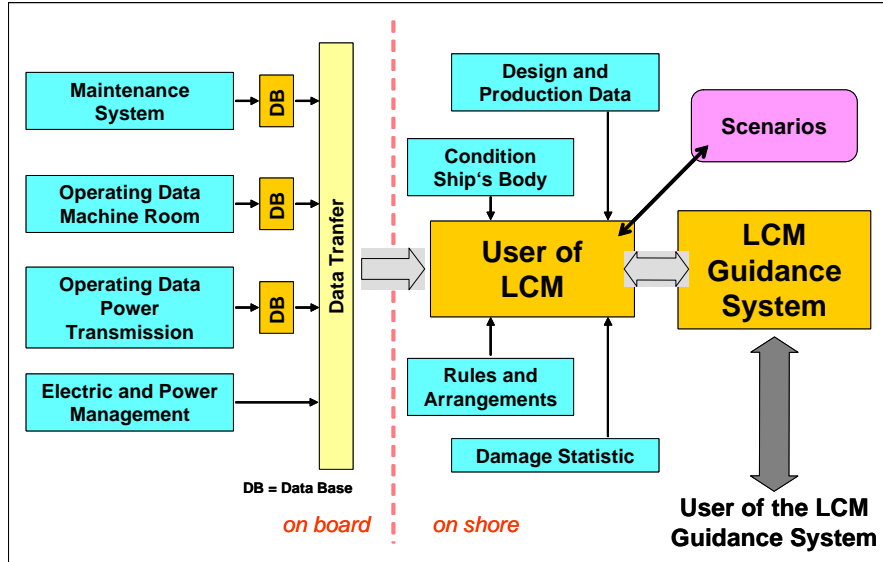 Maintenance
System
DB
Operating Data
Machine Room
DB
Operating Data
Power
Transmission
DB
Electric and Power
Management
Data Tranfer
DB = Data Base
on board
on shore
Design and
Production Data
Condition
Ship's Body
User of
LCM
Rules and
Arrangements
Damage Statistic
Scenarios
LCM
Guidance
System
User of the LCM
Guidance System